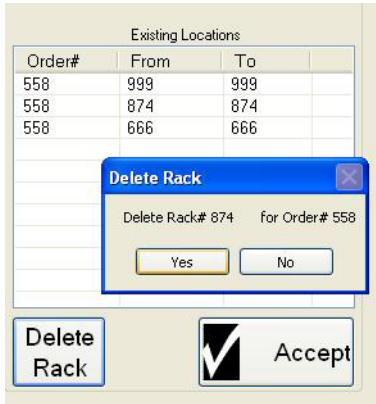 Existing Locations
Order# From To
558 999 999
558 874 874
558 666 666
Delete Rack
Delete Rack# 874 for Order# 558
Yes No
Delete
Rack
Accept